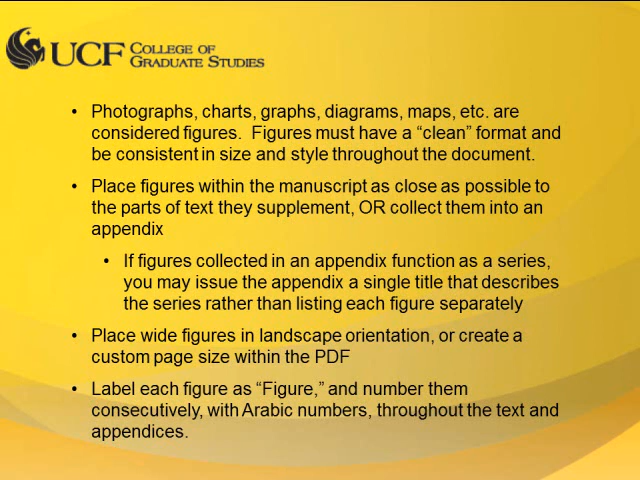 UCF College of
Graduate Studies
• Photographs, charts, graphs, diagrams, maps, etc. are
considered figures.  Figures must have a “clean” format and
be consistent in size and style throughout the document.
• Place figures within the manuscript as close as possible to
the parts of text they supplement, OR collect them into an
appendix
• If figures collected in an appendix function as a series,
you may issue the appendix a single title that describes
the series rather than listing each figure separately
• Place wide figures in landscape orientation, or create a
custom page size within the PDF
• Label each figure as “Figure,” and number them
consecutively, with Arabic numbers, throughout the text and
appendices.